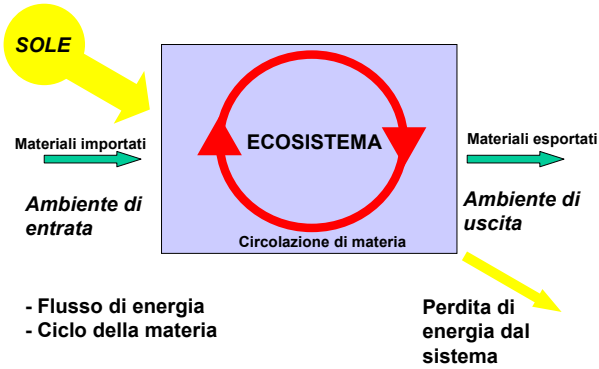 SOLE
Materiali importati
ECOSISTEMA
Materiali esportati
Ambiente di
entrata
Ambiente di
uscita
Circolazione di materia
- Flusso di energia
- Ciclo della materia
Perdita di
energia dal
sistema